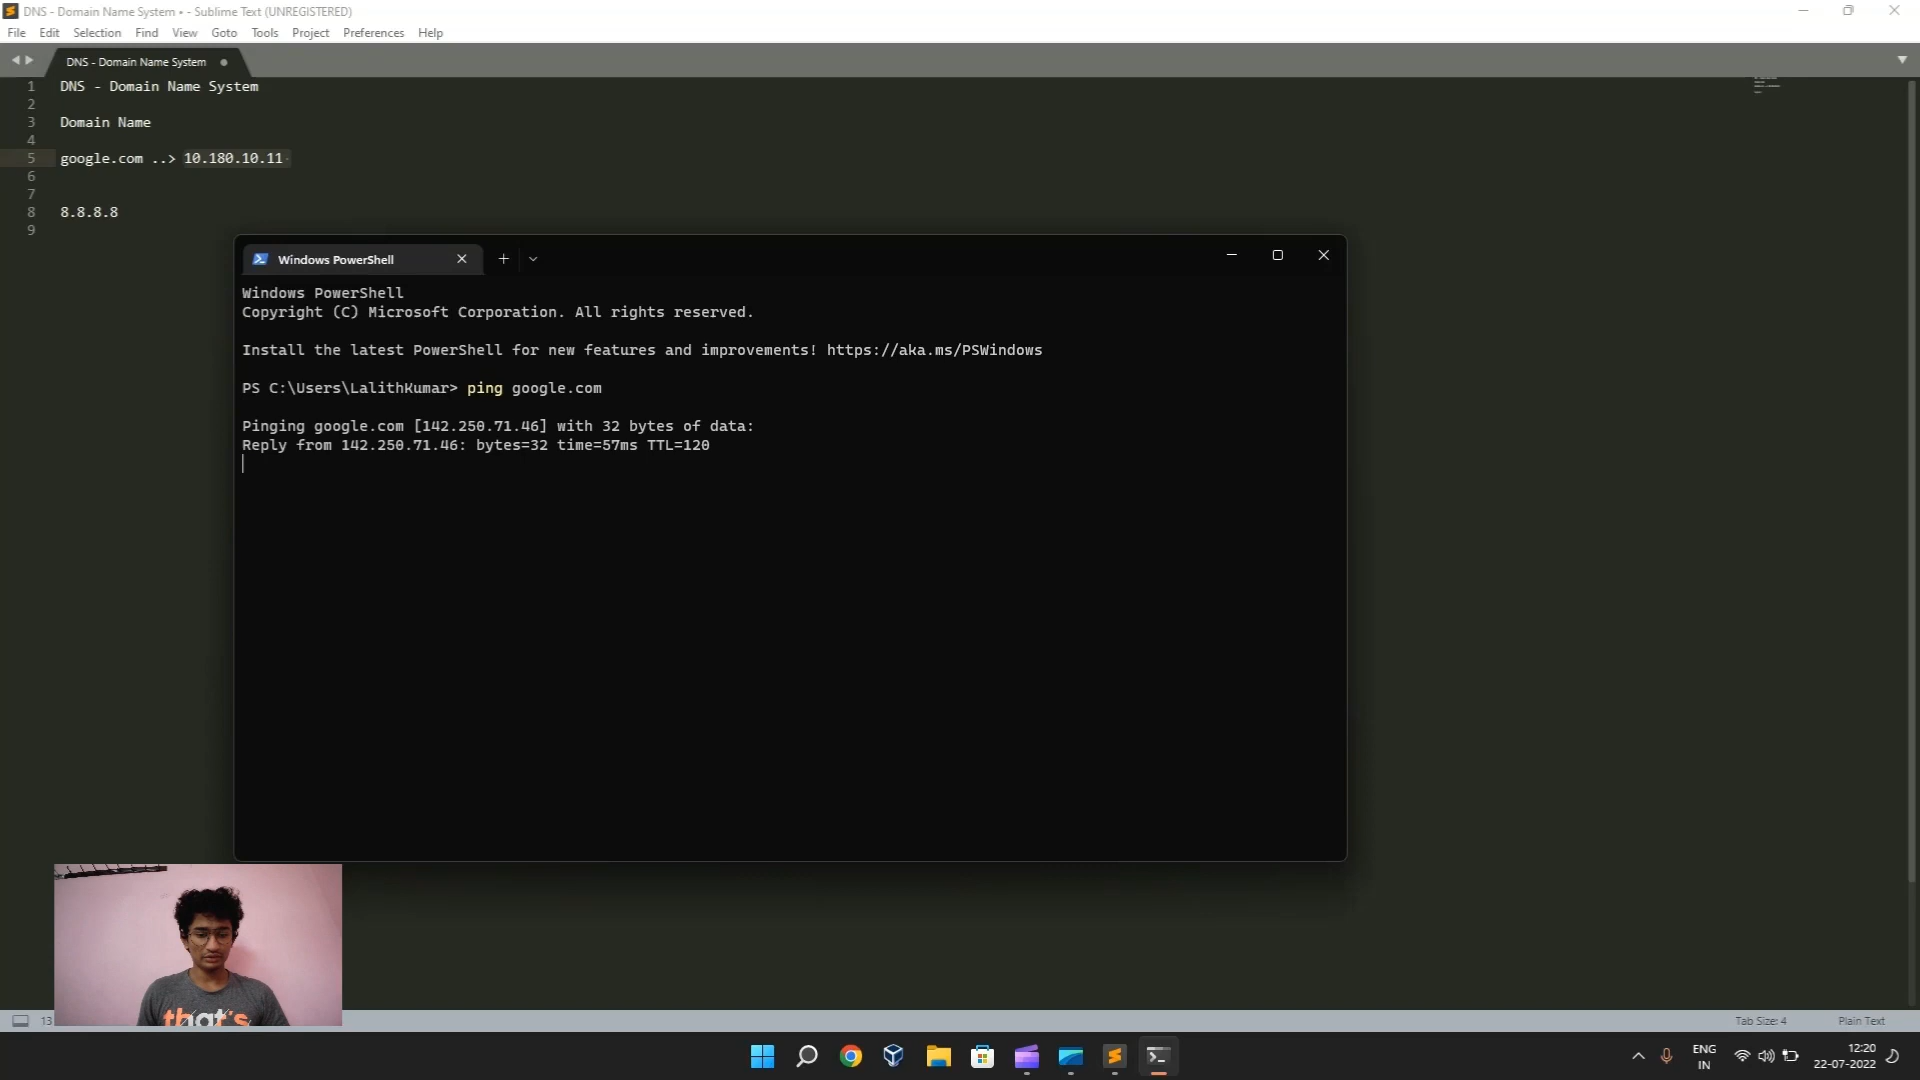 DNS - Domain Name System • - Sublime Text (UNREGISTERED)
File Edit Selection Find View Goto Tools Project Preferences Help
DNS - Domain Name System
1 DNS - Domain Name System
2
3 Domain Name
4
5 google.com ..> 10.180.10.11
6
7
8 8.8.8.8
9
Windows PowerShell
Windows PowerShell
Copyright (C) Microsoft Corporation. All rights reserved.
Install the latest PowerShell for new features and improvements! https://aka.ms/PSWindows
PS C:\Users\LalithKumar> ping google.com
Pinging google.com [142.250.71.46] with 32 bytes of data:
Reply from 142.250.71.46: bytes=32 time=57ms TTL=120
that's
13
Tab Size: 4 Plain Text
ENG
IN
12:20
22-07-2022